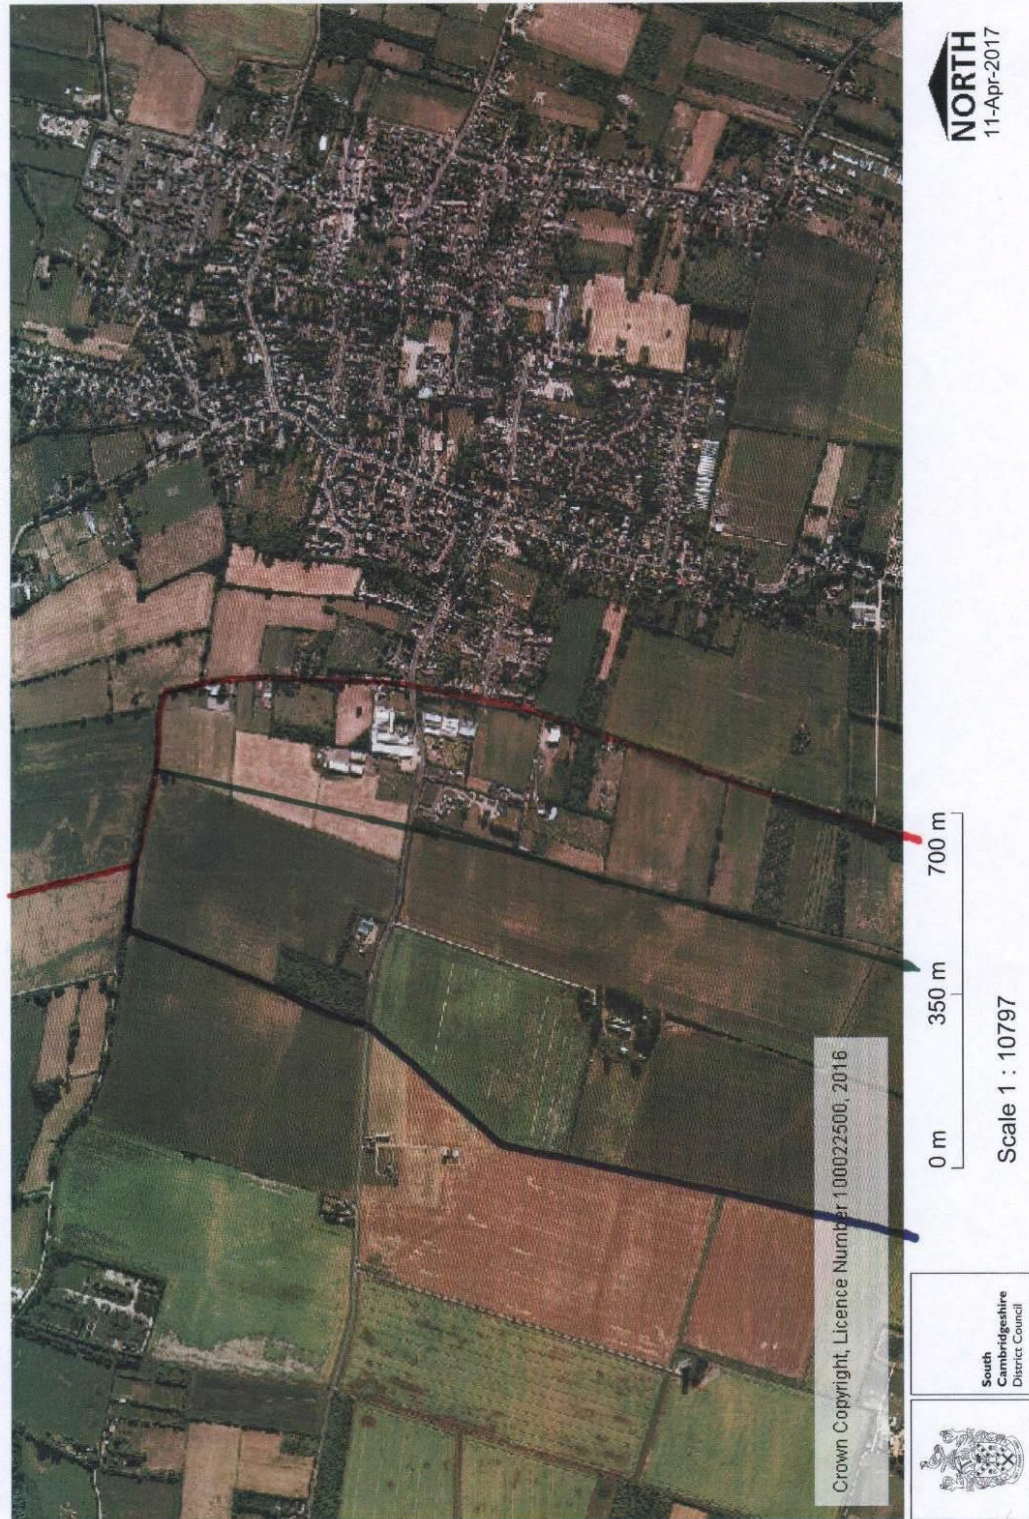 NORTH
11-Apr-2017
Crown Copyright, Licence Number 100022500, 2016
0 m 350 m 700 m
Scale 1 : 10797
South
Cambridgeshire
District Council